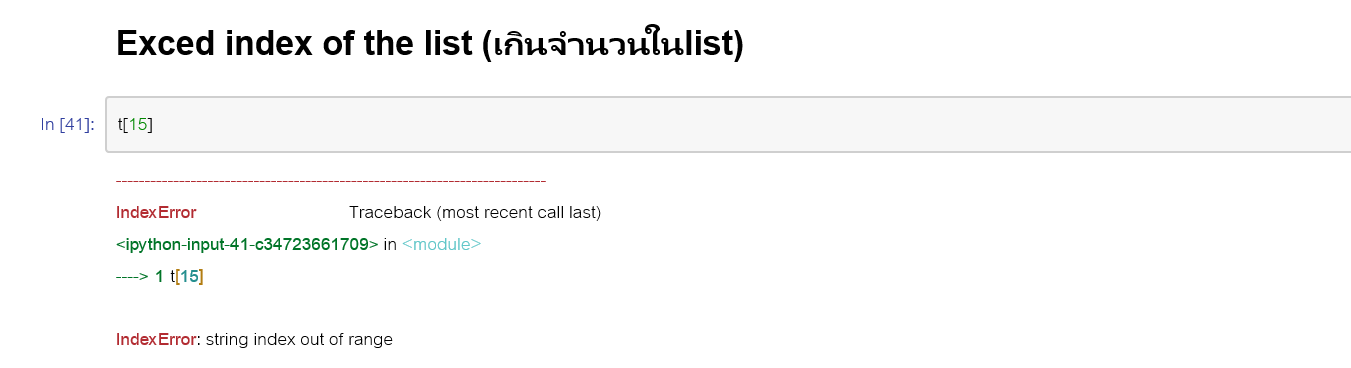 Exced index of the list (เกินจำนวนในlist)
In [41]: t[15]
---------------------------------------------------------------------------
IndexError Traceback (most recent call last)
<ipython-input-41-c34723661709> in <module>
----> 1 t[15]
IndexError: string index out of range